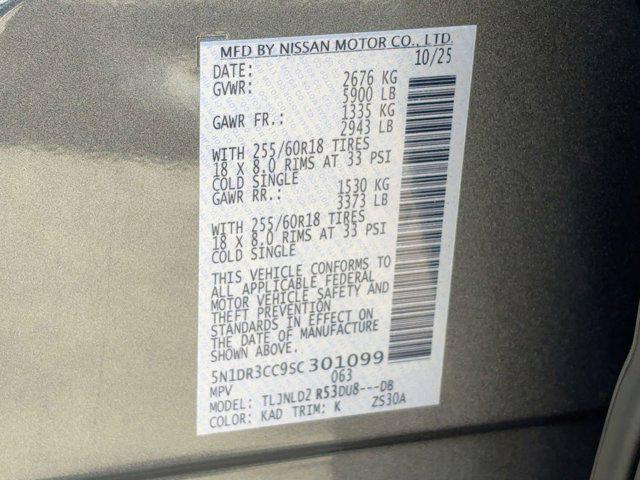 MFD BY NISSAN MOTOR CO., LTD.
DATE: 10/25
GVWR: 2676 KG
5900 LB
GAWR FR.: 1335 KG
2943 LB
WITH 255/60R18 TIRES
18 X 8.0 RIMS AT 33 PSI
COLD SINGLE
GAWR RR.: 1530 KG
3373 LB
WITH 255/60R18 TIRES
18 X 8.0 RIMS AT 33 PSI
COLD SINGLE
THIS VEHICLE CONFORMS TO
ALL APPLICABLE FEDERAL
MOTOR VEHICLE SAFETY AND
THEFT PREVENTION
STANDARDS IN EFFECT ON
THE DATE OF MANUFACTURE
SHOWN ABOVE.
5N1DR3CC9SC301099
MPV 063
MODEL: TLJNLD2 R53DU8---DB
COLOR: KAD TRIM: K ZS30A